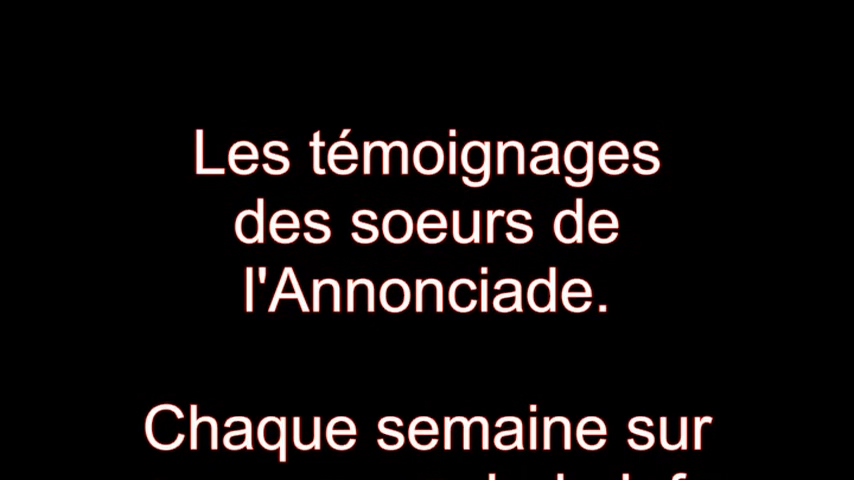 Les témoignages
des soeurs de
l'Annonciade.
Chaque semaine sur